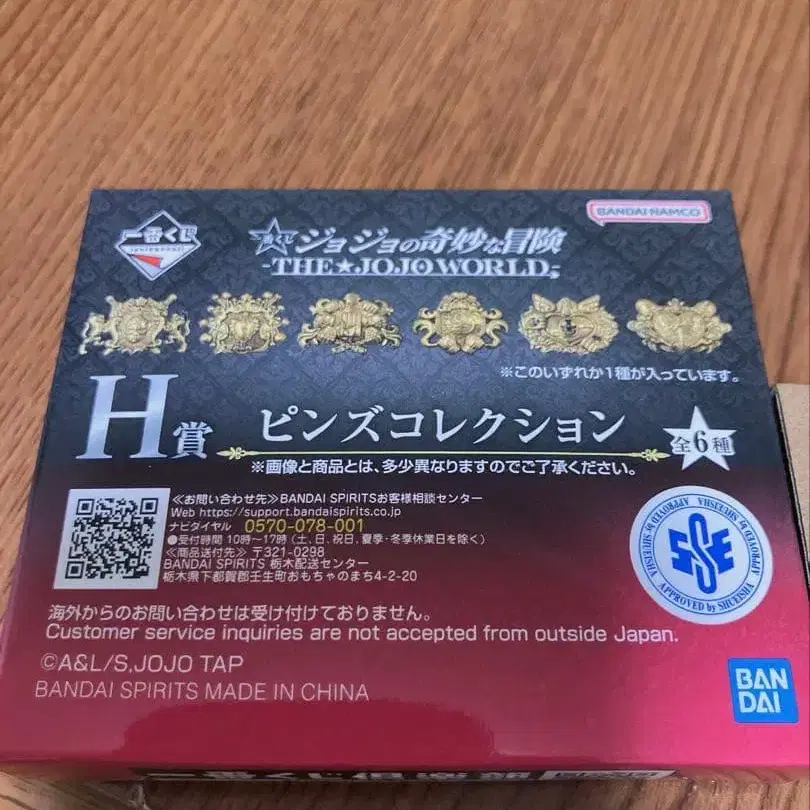 一番くじ
BANDAI NAMCO
一番くじ ジョジョの奇妙な冒険
-THE★JOJO WORLD-
※このいずれか1種が入っています。
H賞 ピンズコレクション 全6種
※画像と商品とは、多少異なりますのでご了承ください。
≪お問い合わせ先≫BANDAI SPIRITSお客様相談センター
Web https://support.bandaispirits.co.jp
ナビダイヤル 0570-078-001
●受付時間 10時~17時(土、日、祝日、夏季・冬季休業日を除く)
≪商品送付先≫ 〒321-0298
BANDAI SPIRITS 栃木配送センター
栃木県下都賀郡壬生町おもちゃのまち4-2-20
APPROVED by SHUEISHA
APPROVED by SHUEISHA
海外からのお問い合わせは受け付けておりません。
Customer service inquiries are not accepted from outside Japan.
©A&L/S,JOJO TAP
BANDAI SPIRITS MADE IN CHINA
BAN
DAI